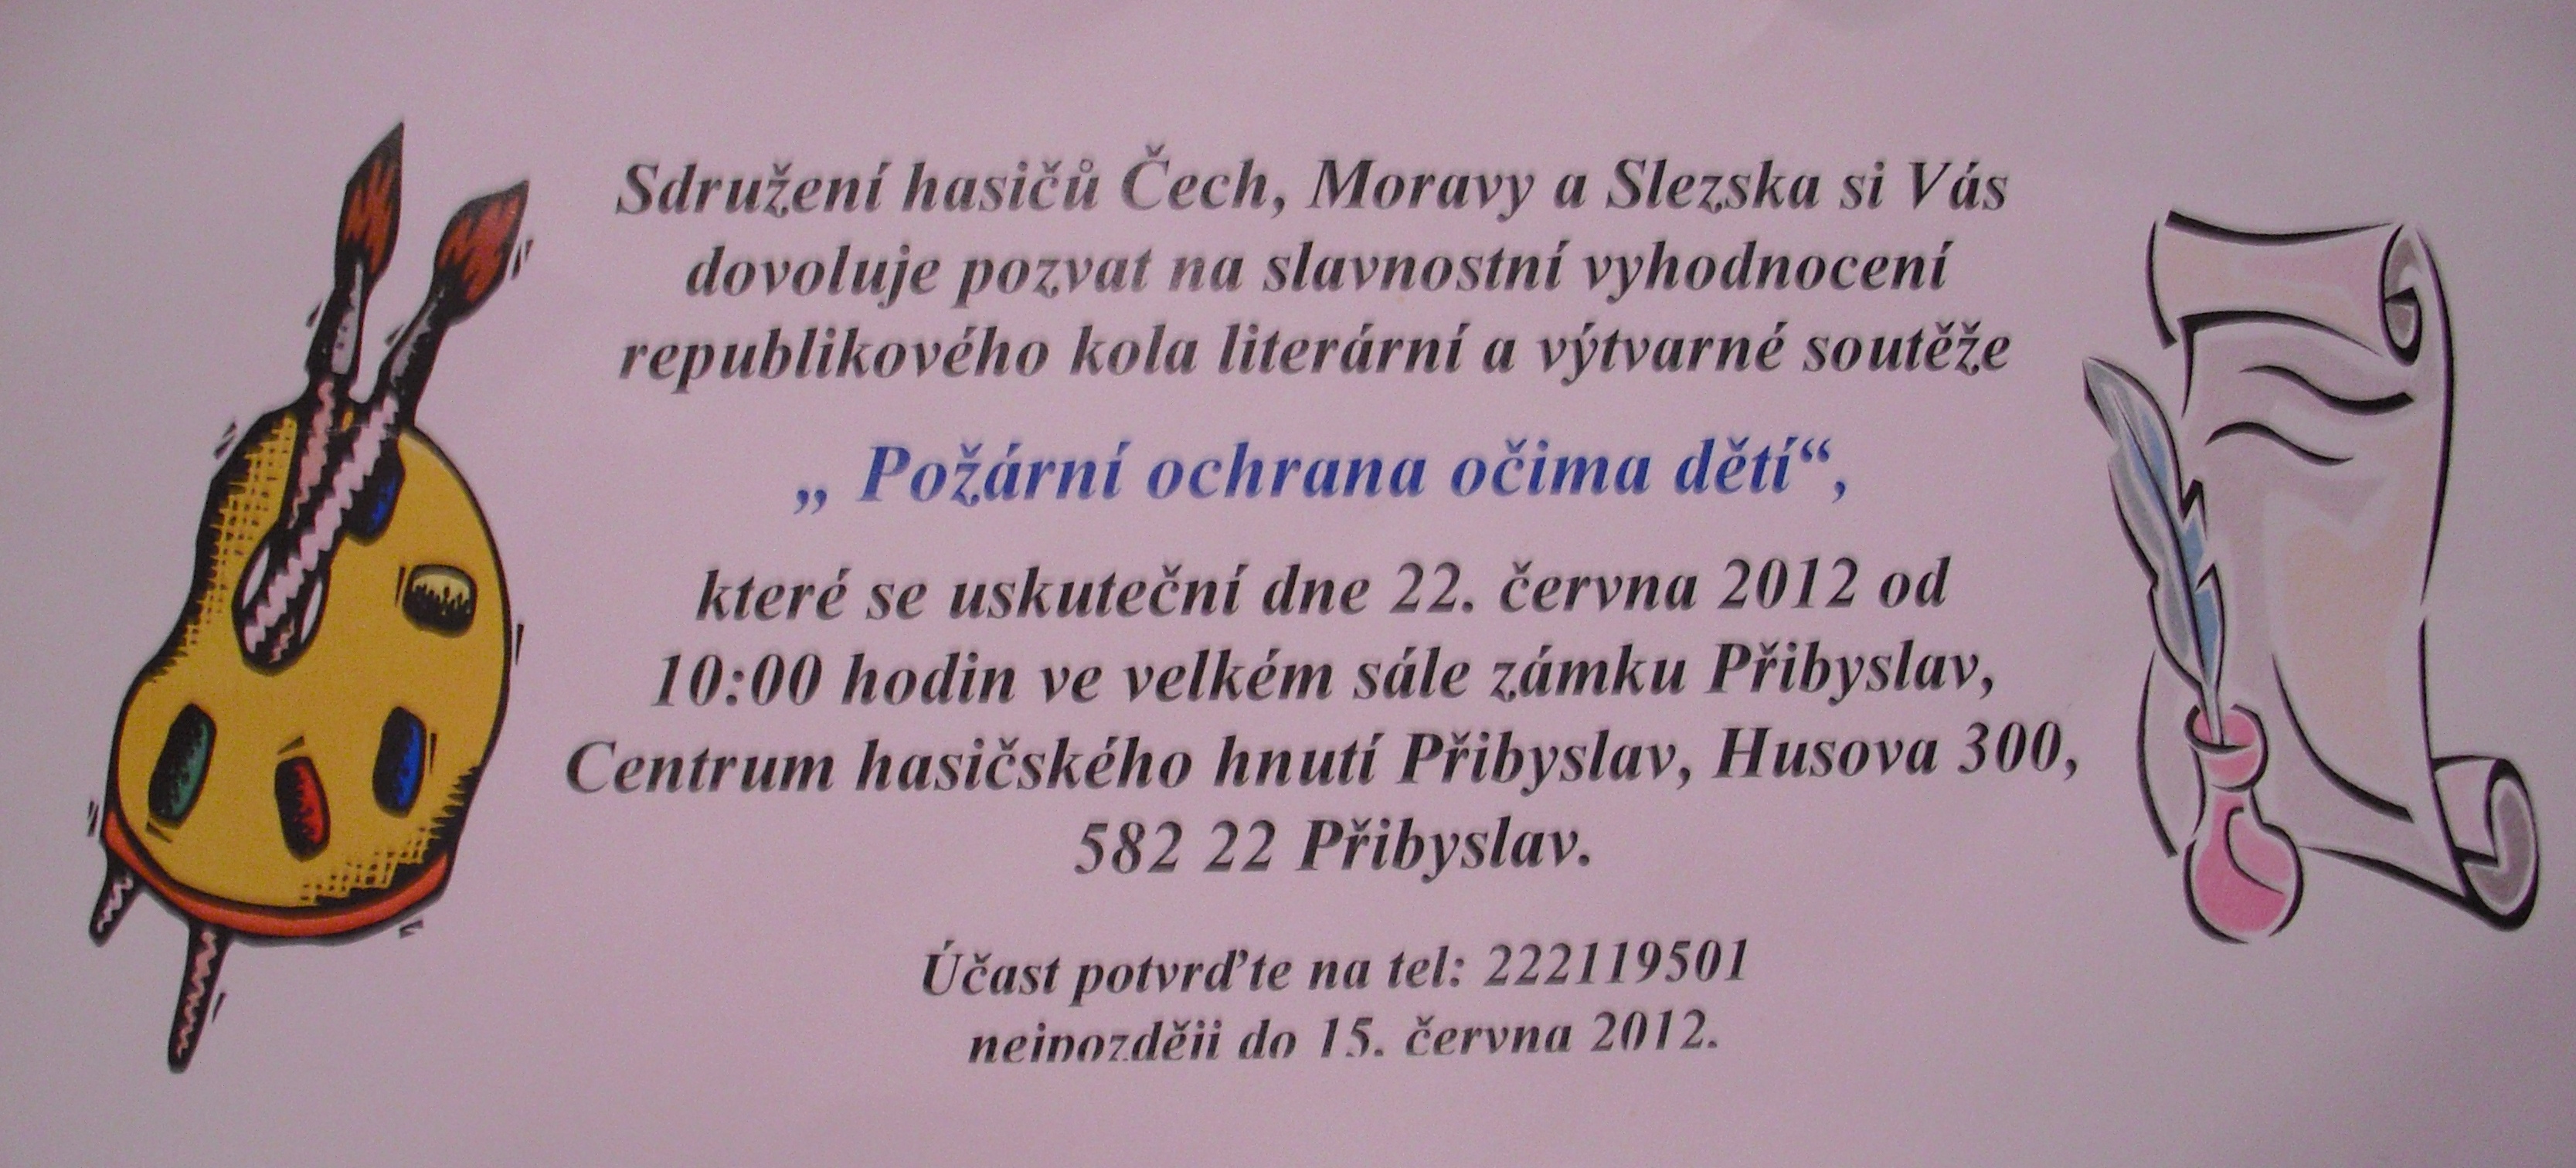 Sdružení hasičů Čech, Moravy a Slezska si Vás
dovoluje pozvat na slavnostní vyhodnocení
republikového kola literární a výtvarné soutěže
„ Požární ochrana očima dětí“,
které se uskuteční dne 22. června 2012 od
10:00 hodin ve velkém sále zámku Přibyslav,
Centrum hasičského hnutí Přibyslav, Husova 300,
582 22 Přibyslav.
Účast potvrďte na tel: 222119501
nejpozději do 15. června 2012.